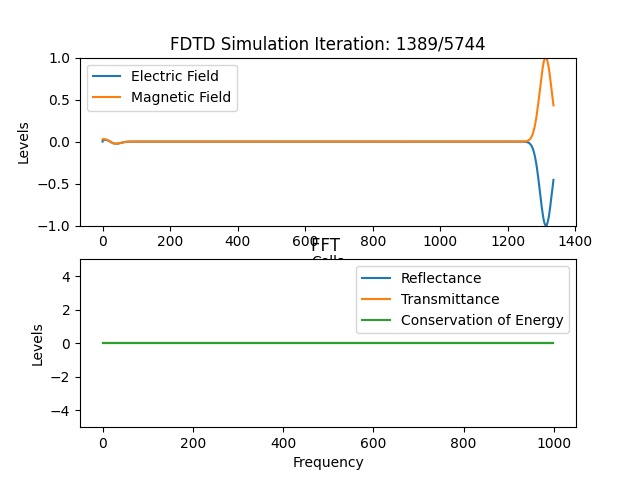 FDTD Simulation Iteration: 1389/5744
1.0
0.5
0.0
−0.5
−1.0
Levels
Electric Field
Magnetic Field
0 200 400 600 800 1000 1200 1400
FFT
4
2
0
−2
−4
Levels
Reflectance
Transmittance
Conservation of Energy
0 200 400 600 800 1000
Frequency